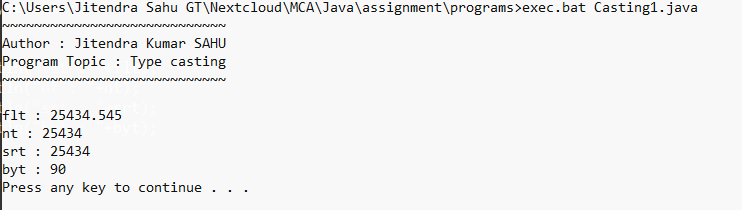 C:\Users\Jitendra Sahu GT\Nextcloud\MCA\Java\assignment\programs>exec.bat Casting1.java
~~~~~~~~~~~~~~~~~~~~~~~~~~~~
Author : Jitendra Kumar SAHU
Program Topic : Type casting
~~~~~~~~~~~~~~~~~~~~~~~~~~~~
flt : 25434.545
nt : 25434
srt : 25434
byt : 90
Press any key to continue . . .